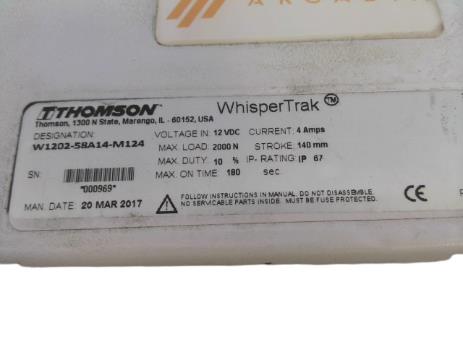 THOMSON WhisperTrak TM
Thomson, 1300 N State, Marengo, IL - 60152, USA
DESIGNATION: VOLTAGE IN: 12 VDC CURRENT: 4 Amps
W1202-58A14-M124 MAX. LOAD: 2000N STROKE: 140 mm
MAX. DUTY: 10 % IP- RATING: IP 67
SN: MAX. ON TIME: 180 sec.
*000969*
FOLLOW INSTRUCTIONS IN MANUAL. DO NOT DISASSEMBLE.
NO SERVICABLE PARTS INSIDE. MUST BE FUSE PROTECTED.
MAN. DATE: 20 MAR 2017 CE